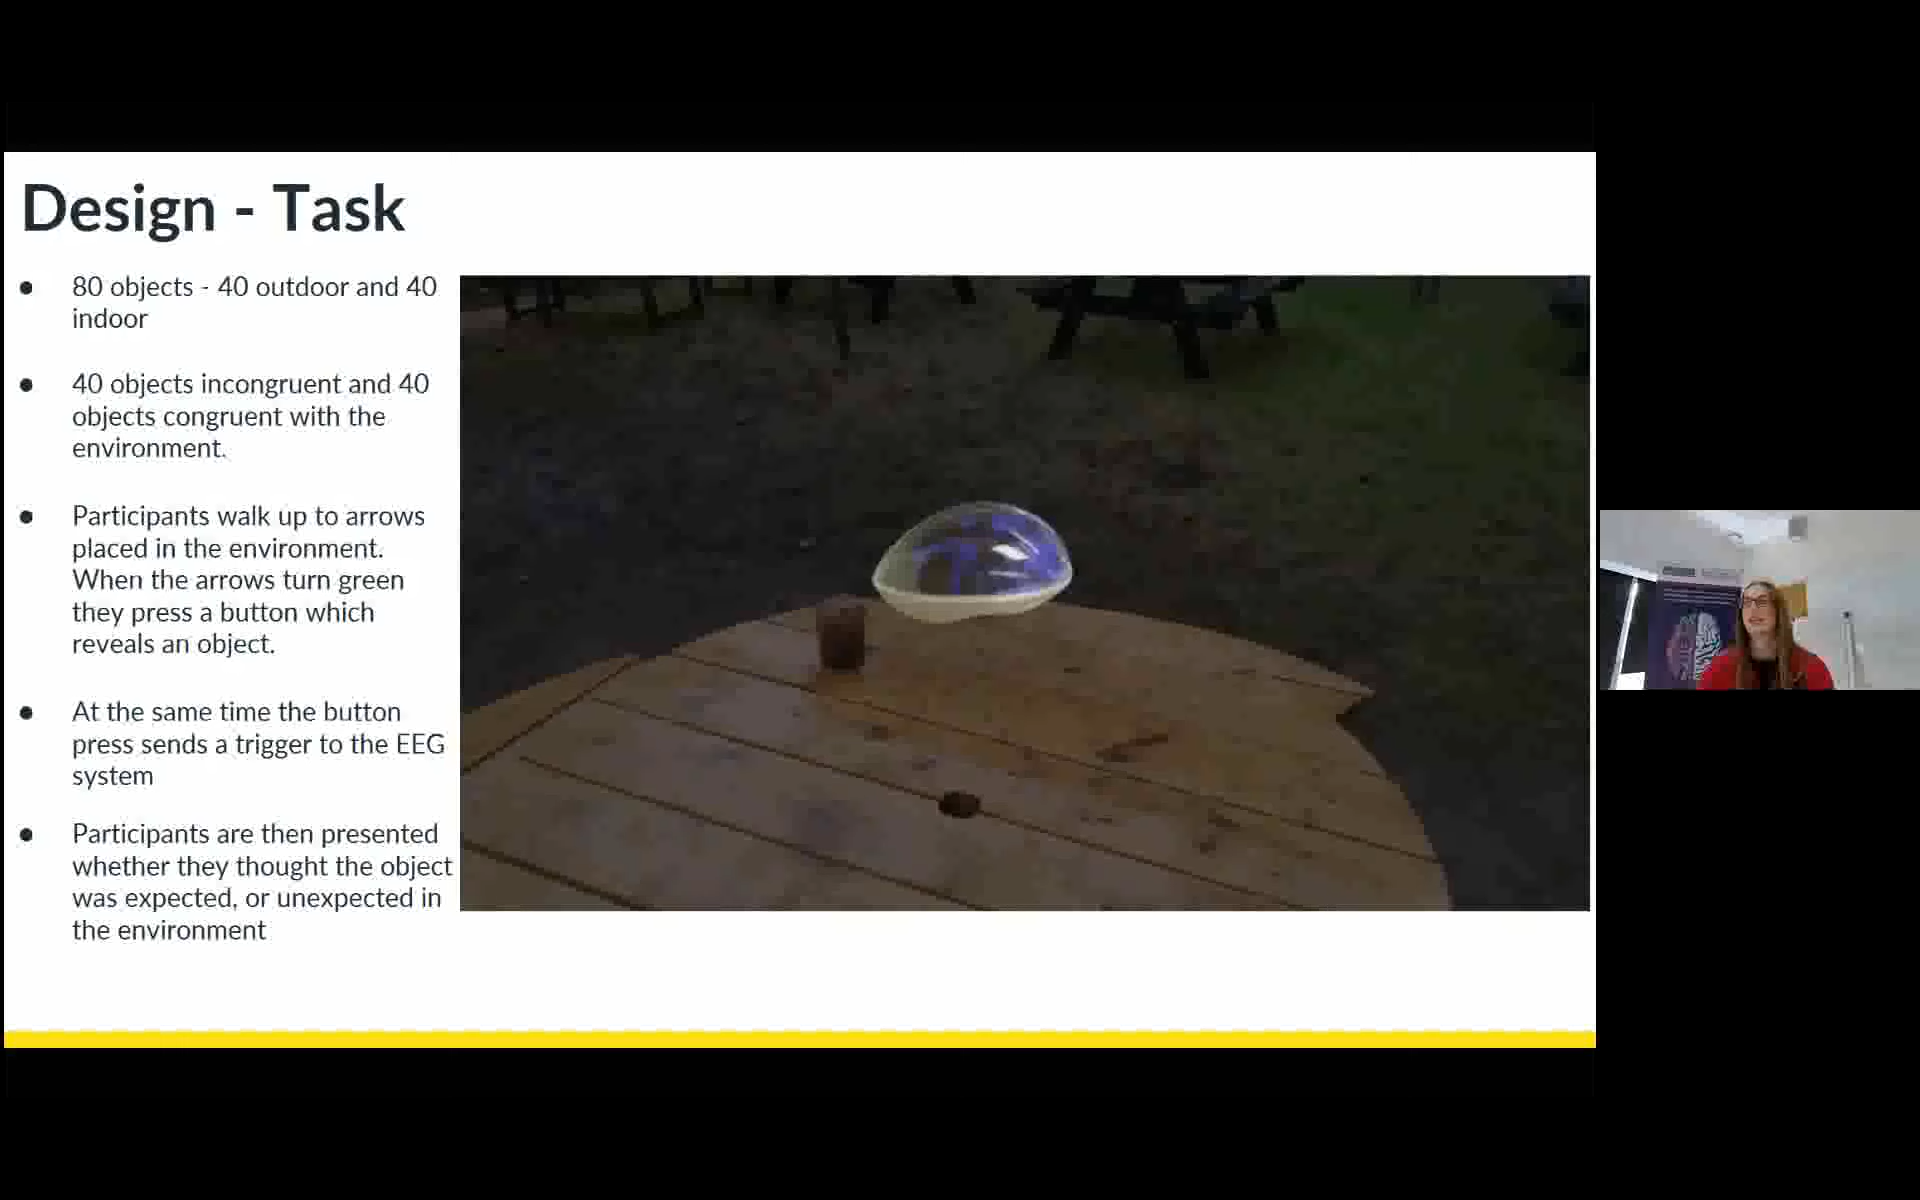 Design - Task
80 objects - 40 outdoor and 40
indoor
40 objects incongruent and 40
objects congruent with the
environment.
Participants walk up to arrows
placed in the environment.
When the arrows turn green
they press a button which
reveals an object.
At the same time the button
press sends a trigger to the EEG
system
Participants are then presented
whether they thought the object
was expected, or unexpected in
the environment